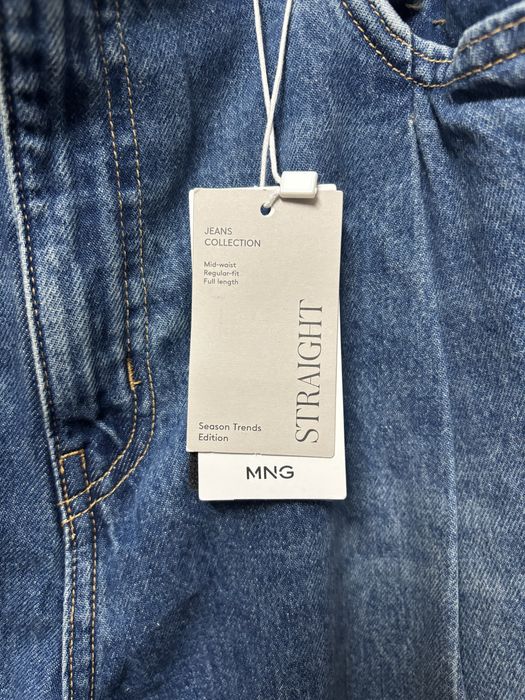 JEANS
COLLECTION
Mid-waist
Regular-fit
Full length
STRAIGHT
Season Trends
Edition
MNG